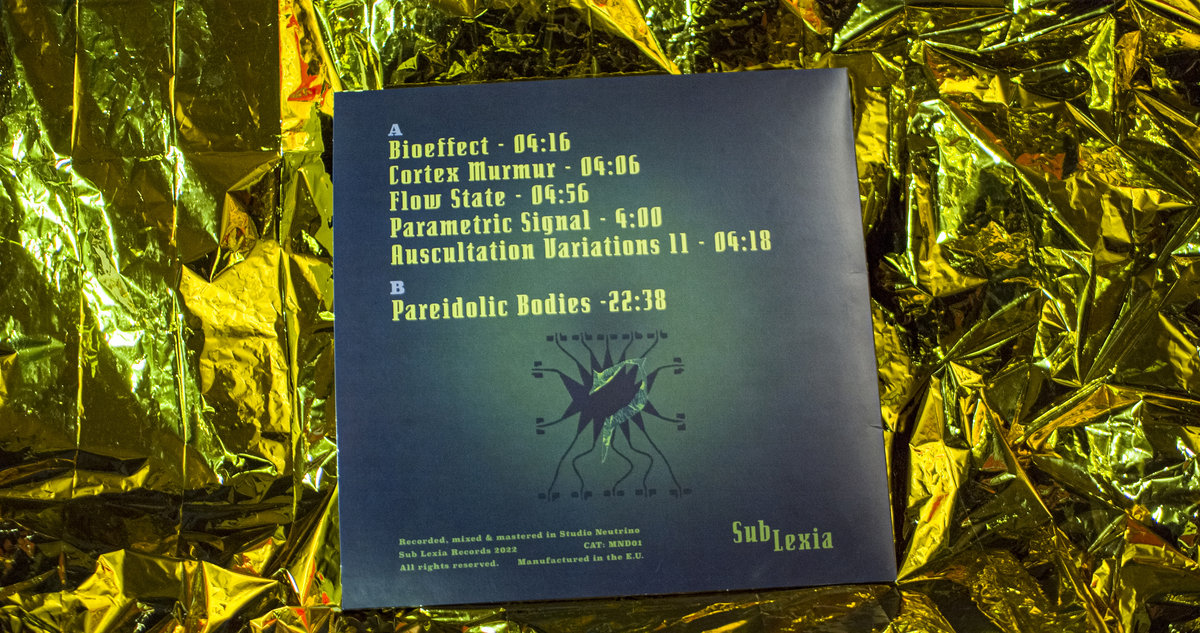 A
Bioeffect - 04:16
Cortex Murmur - 04:06
Flow State - 04:56
Parametric Signal - 4:00
Auscultation Variations 11 - 04:18
B
Pareidolic Bodies -22:38
Recorded, mixed & mastered in Studio Neutrino
Sub Lexia Records 2022 CAT: MND01
All rights reserved. Manufactured in the E.U.
Sub Lexia